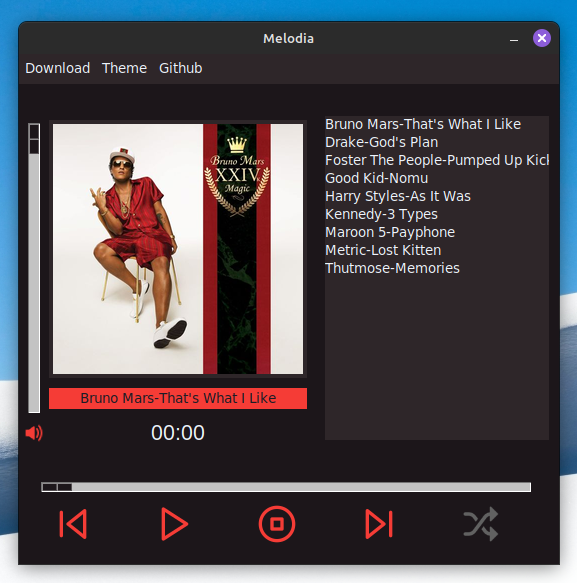 Melodia
Download Theme Github
Bruno Mars
XXIV
Magic
Bruno Mars-That's What I Like
00:00
Bruno Mars-That's What I Like
Drake-God's Plan
Foster The People-Pumped Up Kick
Good Kid-Nomu
Harry Styles-As It Was
Kennedy-3 Types
Maroon 5-Payphone
Metric-Lost Kitten
Thutmose-Memories